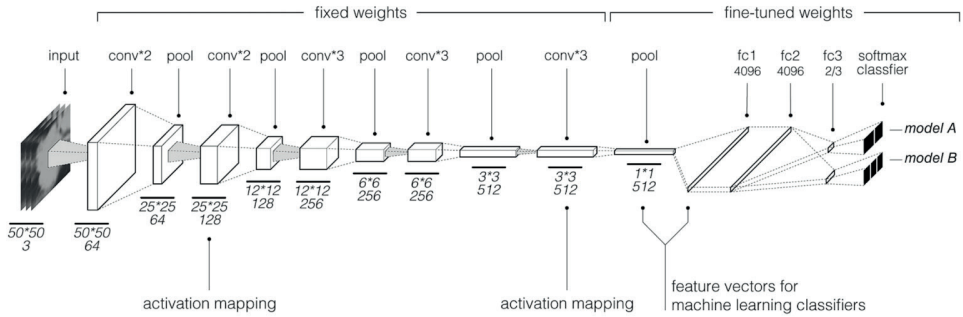 fixed weights
fine-tuned weights
input
conv*2
pool
conv*2
pool
conv*3
pool
conv*3
pool
conv*3
pool
fc1
4096
fc2
4096
fc3
2/3
softmax
classfier
model A
model B
50*50
3
50*50
64
25*25
64
25*25
128
12*12
128
12*12
256
6*6
256
6*6
256
3*3
512
3*3
512
1*1
512
activation mapping
activation mapping
feature vectors for
machine learning classifiers